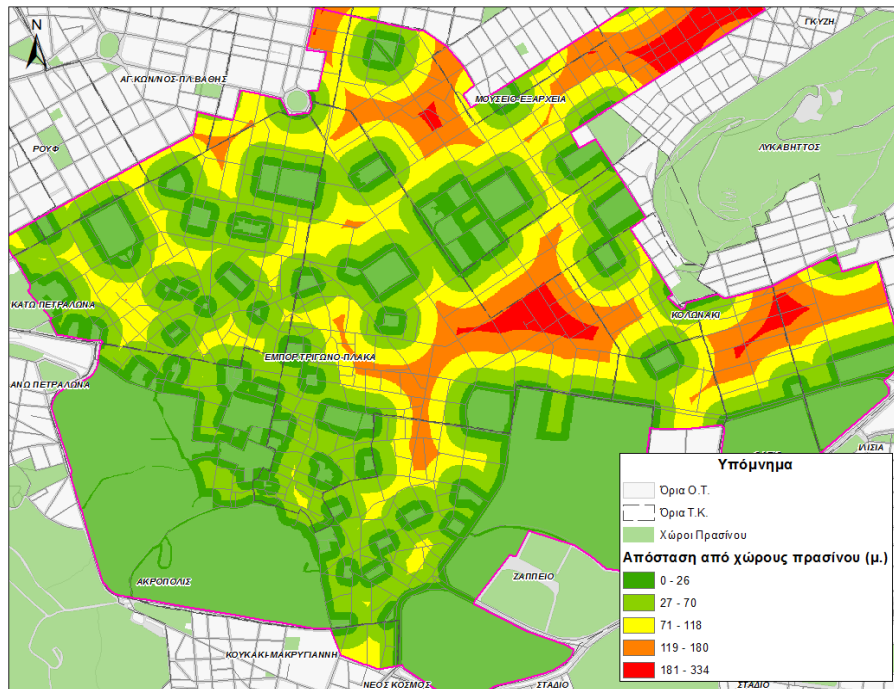 N
ΓΚΥΖΗ
ΑΓ.ΚΩΝ/ΝΟΣ-ΠΛ.ΒΑΘΗΣ
ΜΟΥΣΕΙΟ-ΕΞΑΡΧΕΙΑ
ΡΟΥΦ
ΛΥΚΑΒΗΤΤΟΣ
ΚΑΤΩ ΠΕΤΡΑΛΩΝΑ
ΚΟΛΩΝΑΚΙ
ΕΜΠΟΡ.ΤΡΙΓΩΝΟ-ΠΛΑΚΑ
ΑΝΩ ΠΕΤΡΑΛΩΝΑ
ΙΛΙΣΙΑ
Υπόμνημα
Όρια Ο.Τ.
Όρια Τ.Κ.
Χώροι Πρασίνου
Απόσταση από χώρους πρασίνου (μ.)
0 - 26
27 - 70
71 - 118
119 - 180
181 - 334
ΖΑΠΠΕΙΟ
ΑΚΡΟΠΟΛΙΣ
ΚΟΥΚΑΚΙ-ΜΑΚΡΥΓΙΑΝΝΗ
ΝΕΟΣ ΚΟΣΜΟΣ
ΣΤΑΔΙΟ
ΣΤΑΔΙΟ